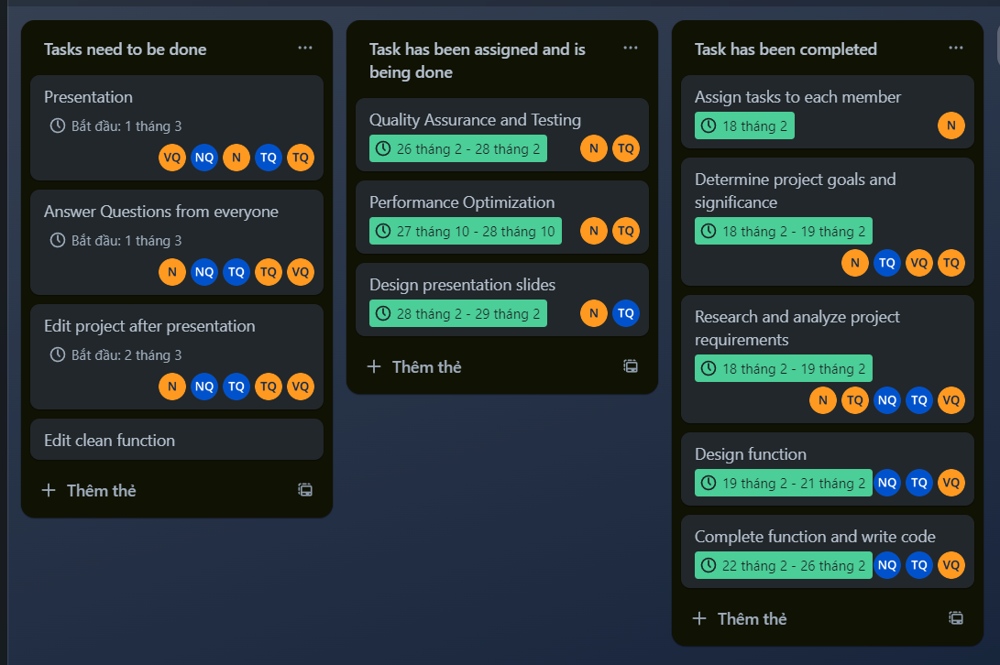 Tasks need to be done
Presentation
Bắt đầu: 1 tháng 3
VQ NQ N TQ TQ
Answer Questions from everyone
Bắt đầu: 1 tháng 3
N NQ TQ TQ VQ
Edit project after presentation
Bắt đầu: 2 tháng 3
N NQ TQ TQ VQ
Edit clean function
+ Thêm thẻ
Task has been assigned and is
being done
Quality Assurance and Testing
26 tháng 2 - 28 tháng 2 N TQ
Performance Optimization
27 tháng 10 - 28 tháng 10 N TQ
Design presentation slides
28 tháng 2 - 29 tháng 2 N TQ
+ Thêm thẻ
Task has been completed
Assign tasks to each member
18 tháng 2 N
Determine project goals and
significance
18 tháng 2 - 19 tháng 2
N TQ VQ TQ
Research and analyze project
requirements
18 tháng 2 - 19 tháng 2
N TQ NQ TQ VQ
Design function
19 tháng 2 - 21 tháng 2 NQ TQ VQ
Complete function and write code
22 tháng 2 - 26 tháng 2 NQ TQ VQ
+ Thêm thẻ